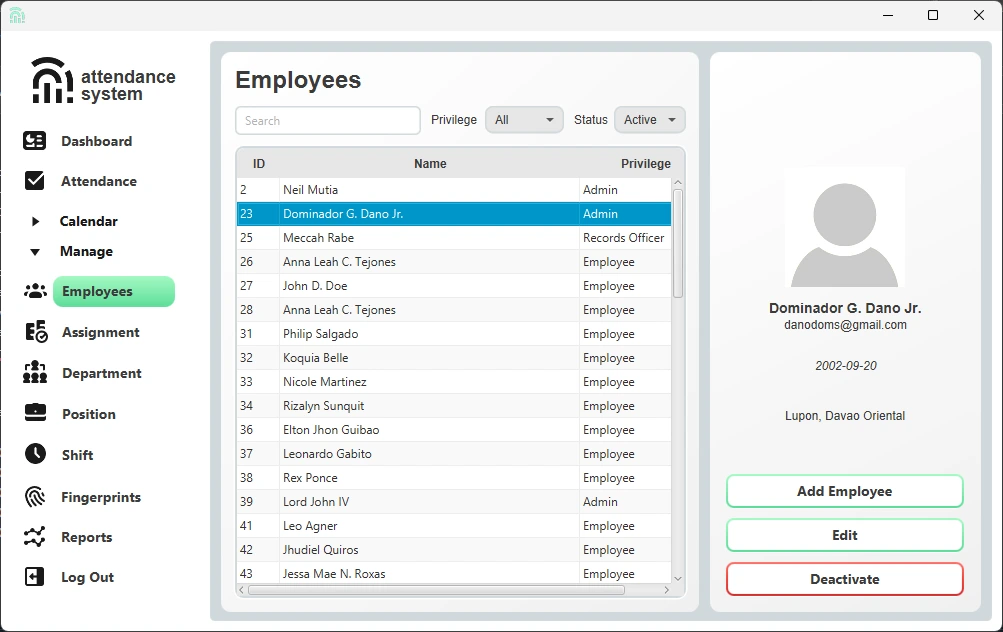 attendance
system
Dashboard
Attendance
Calendar
Manage
Employees
Assignment
Department
Position
Shift
Fingerprints
Reports
Log Out
Employees
Search
Privilege
All
Status
Active
ID Name Privilege
2 Neil Mutia Admin
23 Dominador G. Dano Jr. Admin
25 Meccah Rabe Records Officer
26 Anna Leah C. Tejones Employee
27 John D. Doe Employee
28 Anna Leah C. Tejones Employee
31 Philip Salgado Employee
32 Koquia Belle Employee
33 Nicole Martinez Employee
34 Rizalyn Sunquit Employee
36 Elton Jhon Guibao Employee
37 Leonardo Gabito Employee
38 Rex Ponce Employee
39 Lord John IV Admin
41 Leo Agner Employee
42 Jhudiel Quiros Employee
43 Jessa Mae N. Roxas Employee
Dominador G. Dano Jr.
danodoms@gmail.com
2002-09-20
Lupon, Davao Oriental
Add Employee
Edit
Deactivate